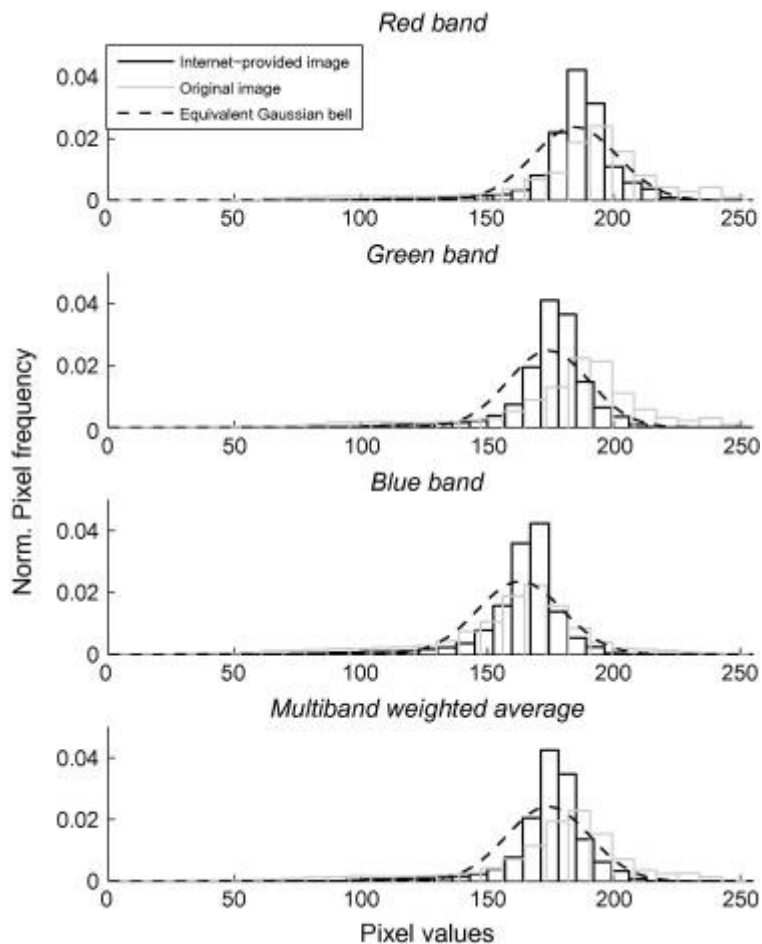 Red band
Internet-provided image
Original image
Equivalent Gaussian bell
0.04
0.02
0
0 50 100 150 200 250
Green band
0.04
0.02
0
0 50 100 150 200 250
Norm. Pixel frequency
Blue band
0.04
0.02
0
0 50 100 150 200 250
Multiband weighted average
0.04
0.02
0
0 50 100 150 200 250
Pixel values